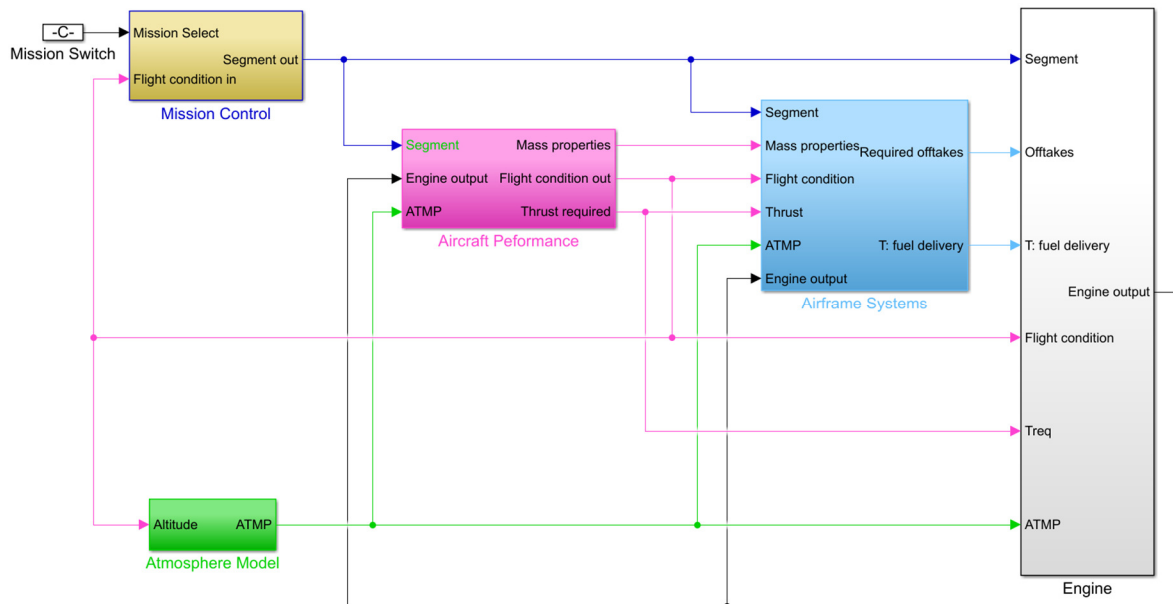 -C-
Mission Switch
Mission Select
Segment out
Flight condition in
Mission Control
Segment
Mass properties
Engine output
Flight condition out
ATMP
Thrust required
Aircraft Peformance
Segment
Mass properties
Required offtakes
Flight condition
Thrust
ATMP
T: fuel delivery
Engine output
Airframe Systems
Segment
Offtakes
T: fuel delivery
Engine output
Flight condition
Treq
ATMP
Engine
Altitude
ATMP
Atmosphere Model